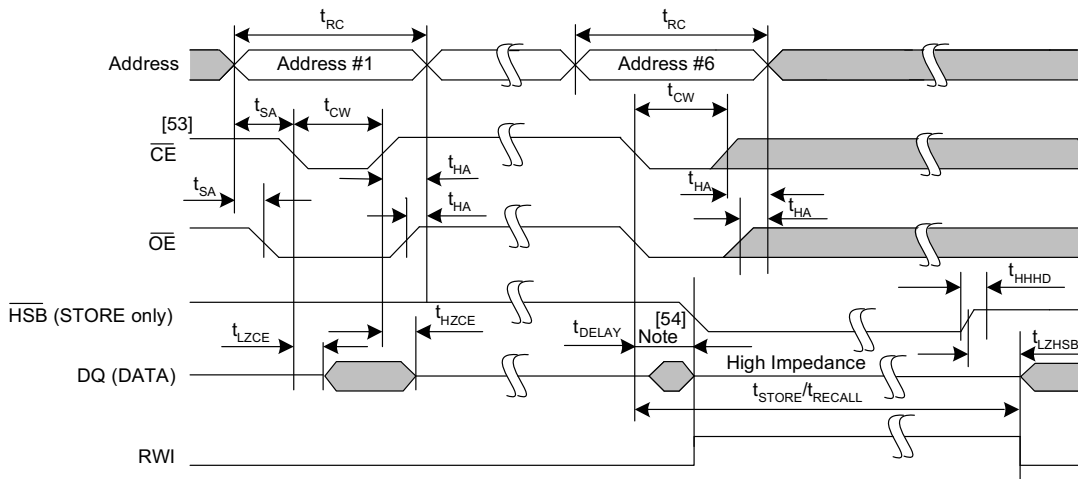 tRC tRC
Address Address #1 Address #6
tSA tCW tCW
[53]
CE
tHA
tSA tHA
tHA tHA
OE
tHHHD
HSB (STORE only)
tLZCE tHZCE tDELAY [54]
Note tLZHSB
High Impedance
DQ (DATA)
tSTORE/tRECALL
RWI